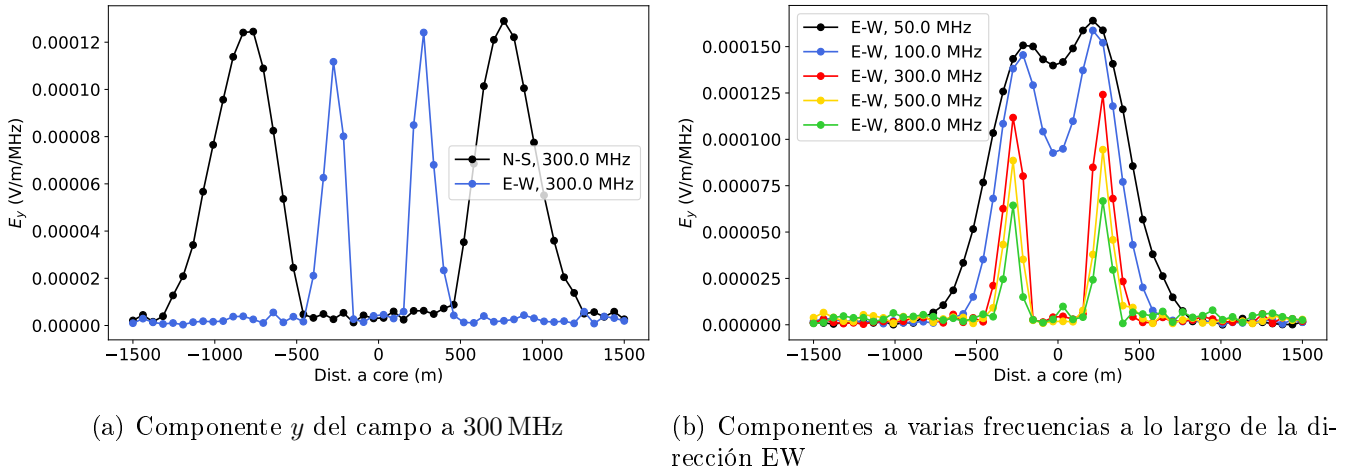 0.00012
0.00010
0.00008
0.00006
0.00004
0.00002
0.00000
E_y (V/m/MHz)
N-S, 300.0 MHz
E-W, 300.0 MHz
−1500 −1000 −500 0 500 1000 1500
Dist. a core (m)
0.000150
0.000125
0.000100
0.000075
0.000050
0.000025
0.000000
E_y (V/m/MHz)
E-W, 50.0 MHz
E-W, 100.0 MHz
E-W, 300.0 MHz
E-W, 500.0 MHz
E-W, 800.0 MHz
−1500 −1000 −500 0 500 1000 1500
Dist. a core (m)
(a) Componente y del campo a 300 MHz
(b) Componentes a varias frecuencias a lo largo de la di-
rección EW